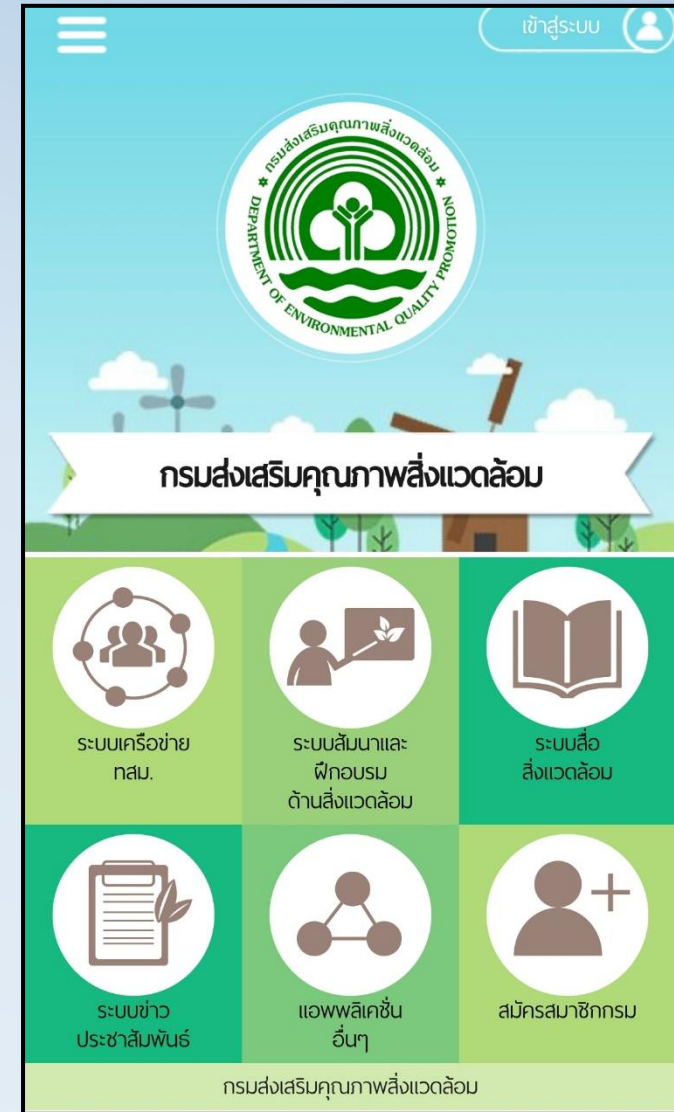 เข้าสู่ระบบ
กรมส่งเสริมคุณภาพสิ่งแวดล้อม
DEPARTMENT OF ENVIRONMENTAL QUALITY PROMOTION
กรมส่งเสริมคุณภาพสิ่งแวดล้อม
ระบบเครือข่าย
ทสม.
ระบบสัมนาและ
ฝึกอบรม
ด้านสิ่งแวดล้อม
ระบบสื่อ
สิ่งแวดล้อม
ระบบข่าว
ประชาสัมพันธ์
แอพพลิเคชั่น
อื่นๆ
สมัครสมาชิกกรม
กรมส่งเสริมคุณภาพสิ่งแวดล้อม